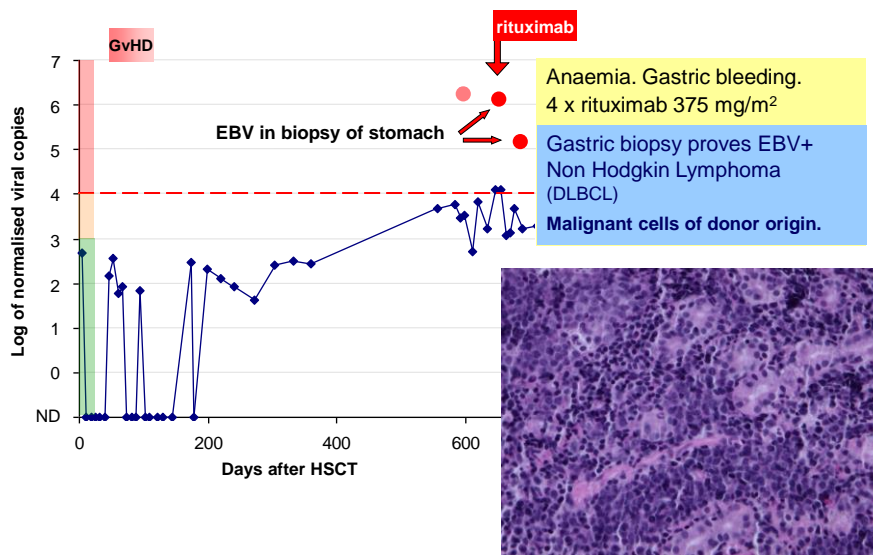 GvHD
rituximab
7
6
5
4
3
2
1
0
ND
Log of normalised viral copies
EBV in biopsy of stomach
Anaemia. Gastric bleeding.
4 x rituximab 375 mg/m²
Gastric biopsy proves EBV+
Non Hodgkin Lymphoma
(DLBCL)
Malignant cells of donor origin.
0
200
400
600
Days after HSCT